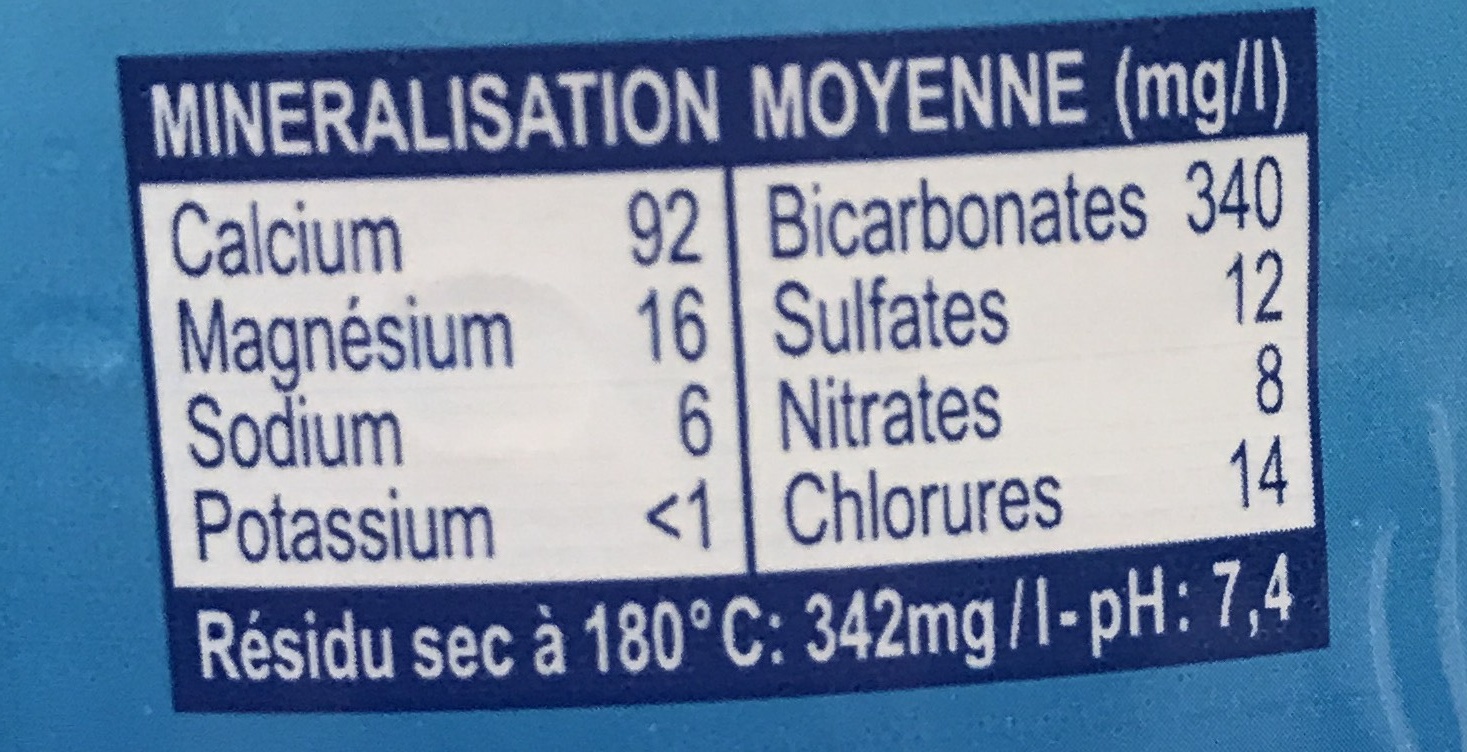 MINERALISATION MOYENNE (mg/l)
Calcium 92 Bicarbonates 340
Magnésium 16 Sulfates 12
Sodium 6 Nitrates 8
Potassium <1 Chlorures 14
Résidu sec à 180°C: 342mg/l-pH: 7,4